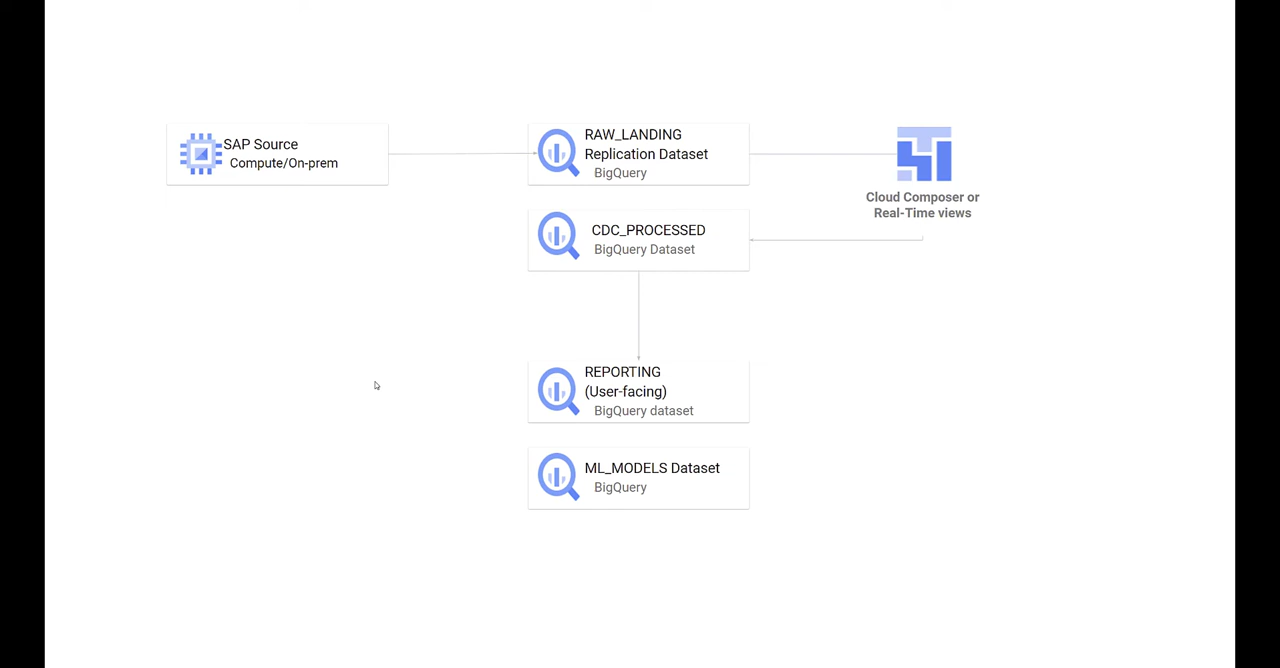 SAP Source
Compute/On-prem
RAW_LANDING
Replication Dataset
BigQuery
Cloud Composer or
Real-Time views
CDC_PROCESSED
BigQuery Dataset
REPORTING
(User-facing)
BigQuery dataset
ML_MODELS Dataset
BigQuery